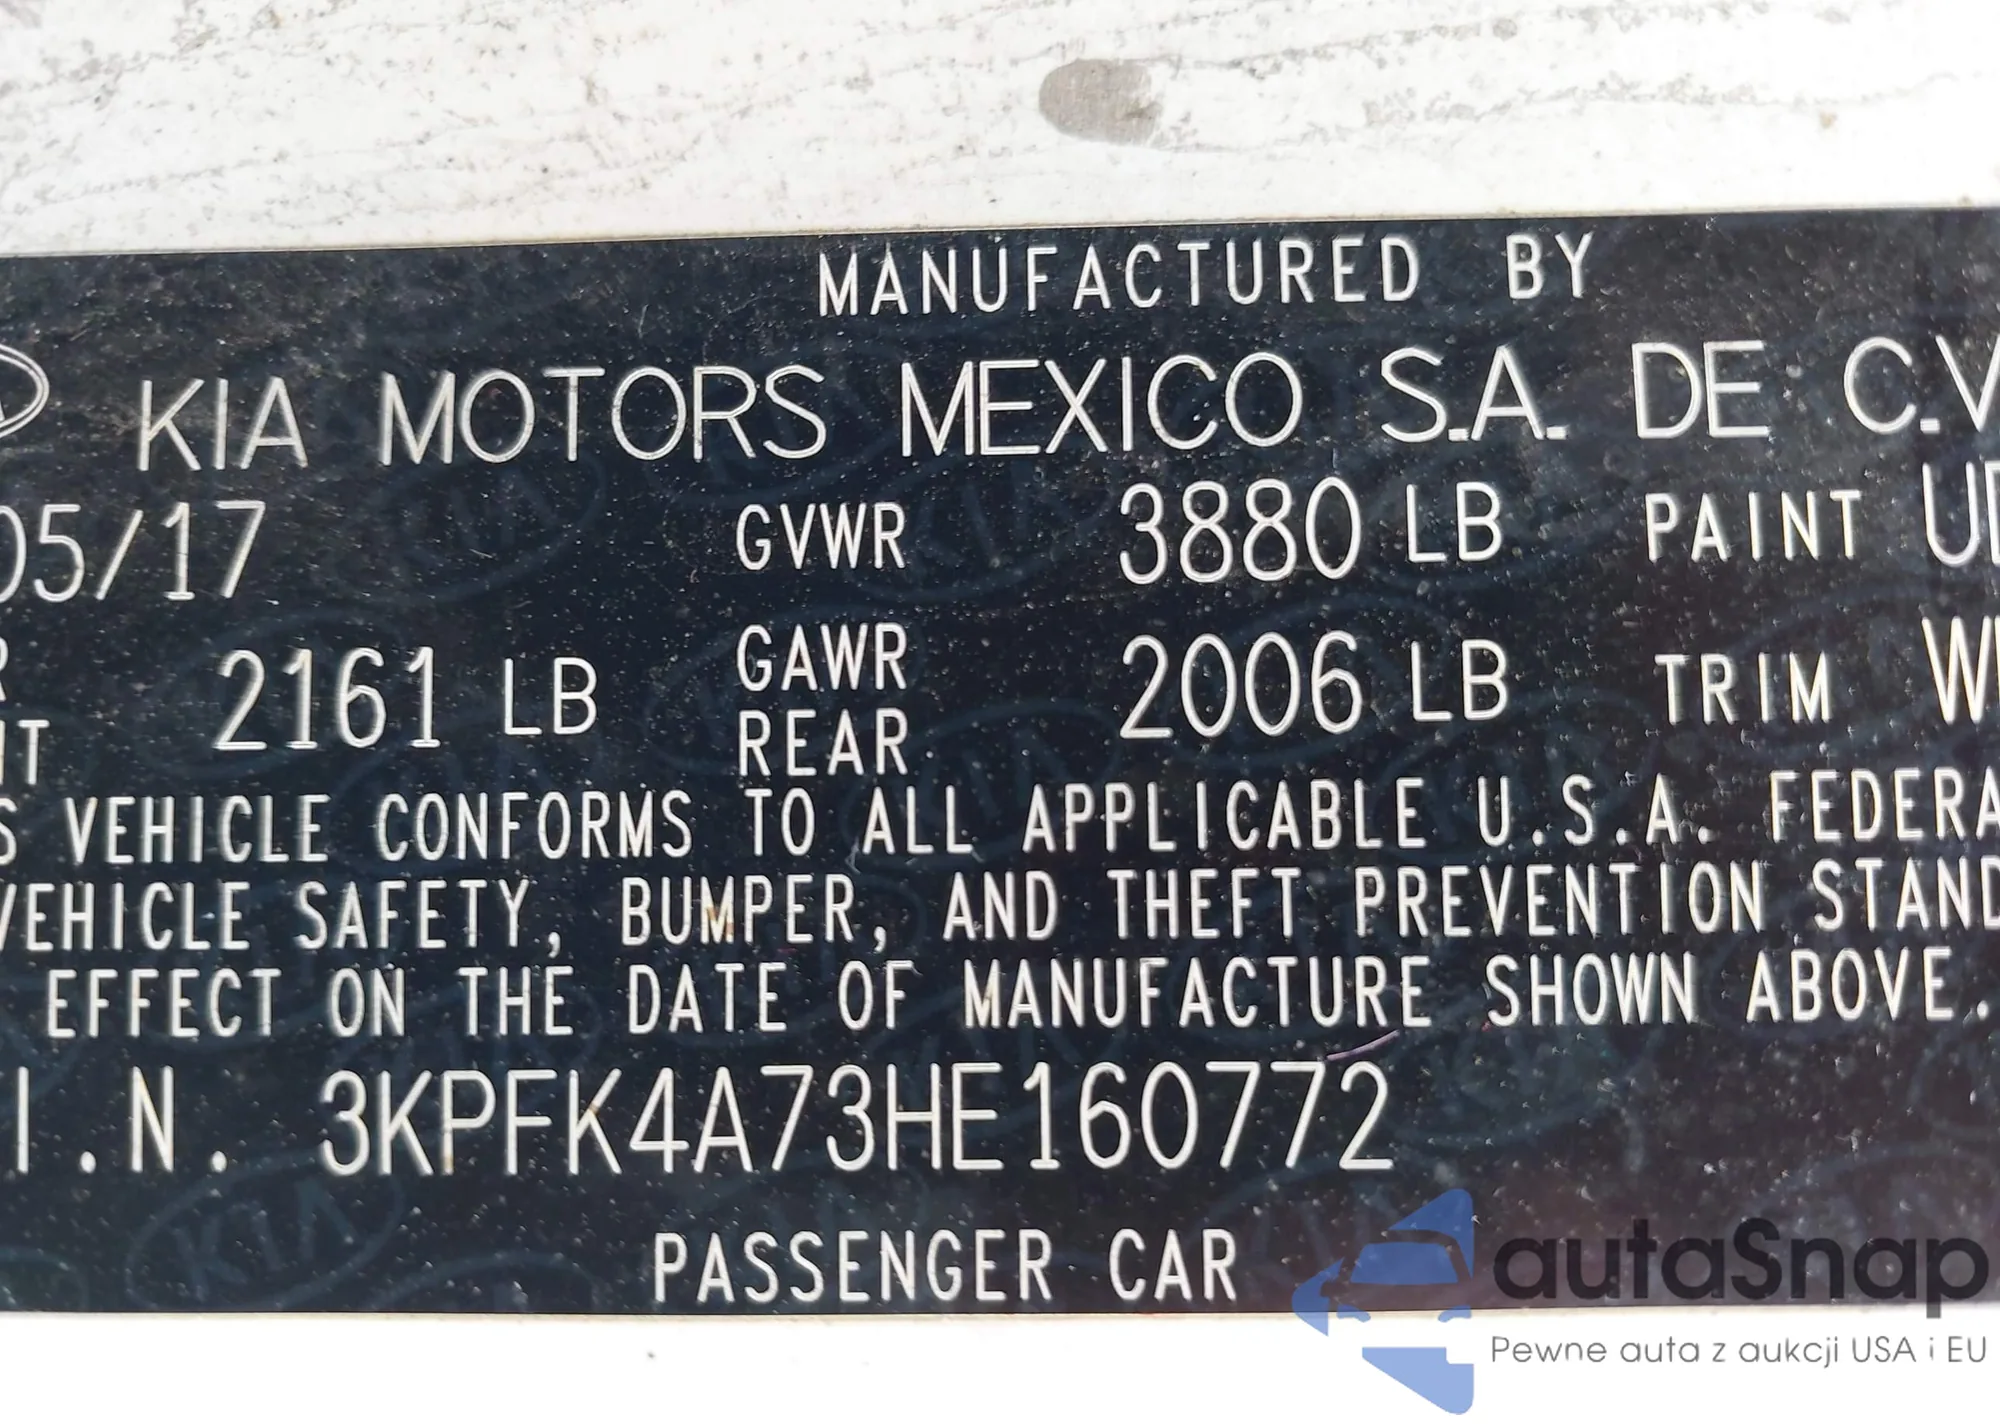 MANUFACTURED BY
KIA MOTORS MEXICO S.A. DE C.V
05/17 GVWR 3880 LB PAINT UD
2161 LB GAWR REAR 2006 LB TRIM
S VEHICLE CONFORMS TO ALL APPLICABLE U.S.A. FEDERA
VEHICLE SAFETY, BUMPER, AND THEFT PREVENTION STAND
EFFECT ON THE DATE OF MANUFACTURE SHOWN ABOVE.
I.N. 3KPFK4A73HE160772
PASSENGER CAR
autaSnap
Pewne auta z aukcji USA i EU